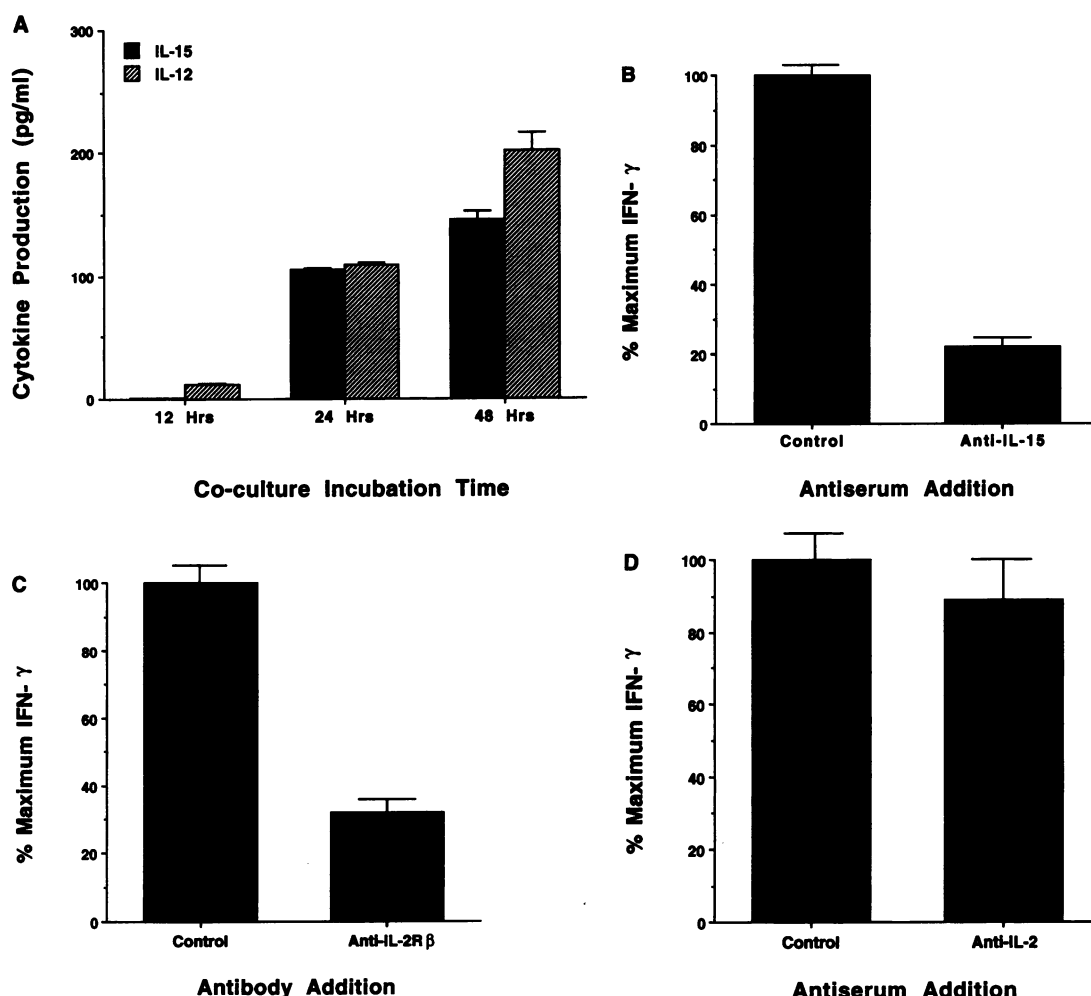 A
Cytokine Production (pg/ml)
300
200
100
0
IL-15
IL-12
12 Hrs
24 Hrs
48 Hrs
Co-culture Incubation Time
B
% Maximum IFN- γ
100
80
60
40
20
0
Control
Anti-IL-15
Antiserum Addition
C
% Maximum IFN- γ
100
80
60
40
20
0
Control
Anti-IL-2R β
Antibody Addition
D
% Maximum IFN- γ
100
80
60
40
20
0
Control
Anti-IL-2
Antiserum Addition